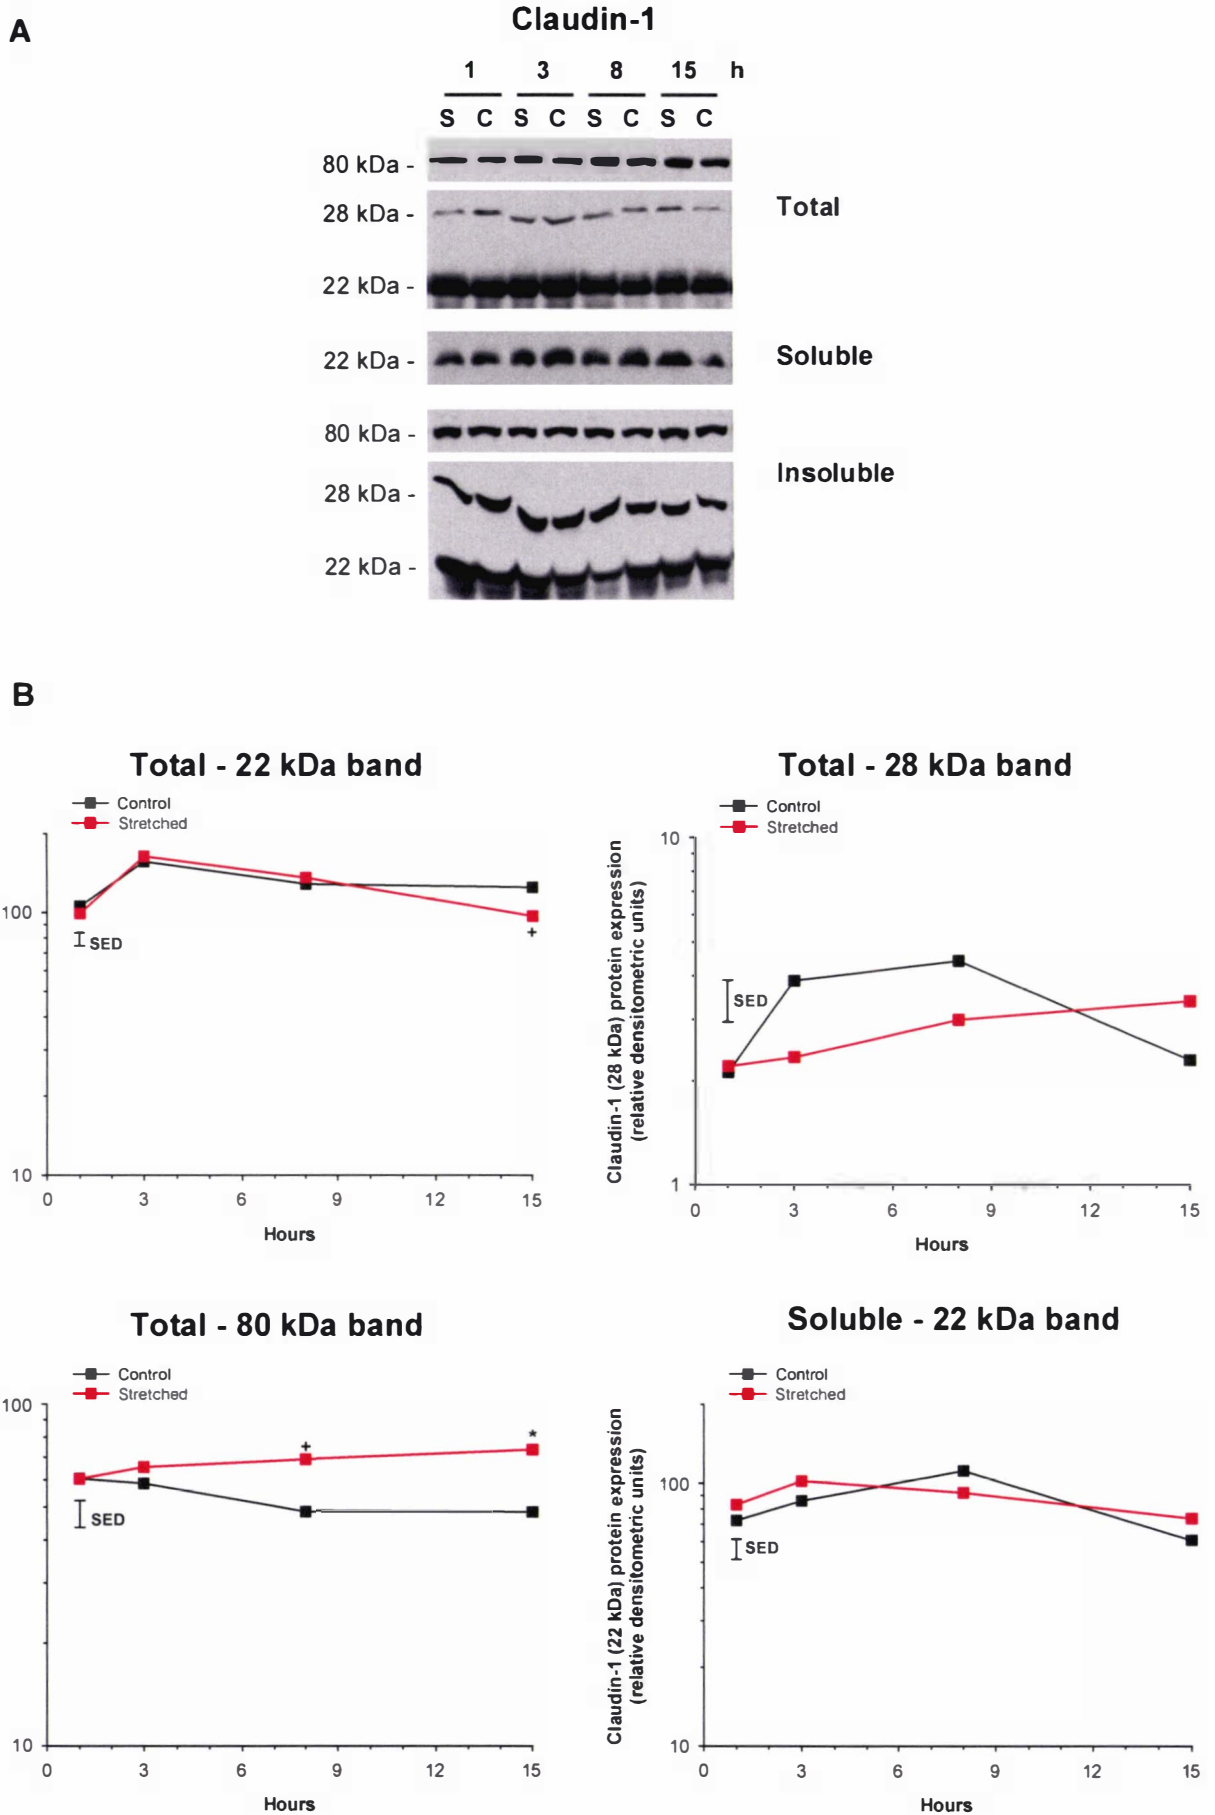 A
Claudin-1
1 3 8 15 h
S C S C S C S C
80 kDa -
28 kDa -
Total
22 kDa -
22 kDa -
Soluble
80 kDa -
Insoluble
28 kDa -
22 kDa -
B
Total - 22 kDa band
Control
Stretched
100
SED
+
10
0 3 6 9 12 15
Hours
Total - 28 kDa band
Control
Stretched
Claudin-1 (28 kDa) protein expression
(relative densitometric units)
10
SED
1
0 3 6 9 12 15
Hours
Total - 80 kDa band
Control
Stretched
100
+ *
SED
10
0 3 6 9 12 15
Hours
Soluble - 22 kDa band
Control
Stretched
Claudin-1 (22 kDa) protein expression
(relative densitometric units)
100
SED
10
0 3 6 9 12 15
Hours